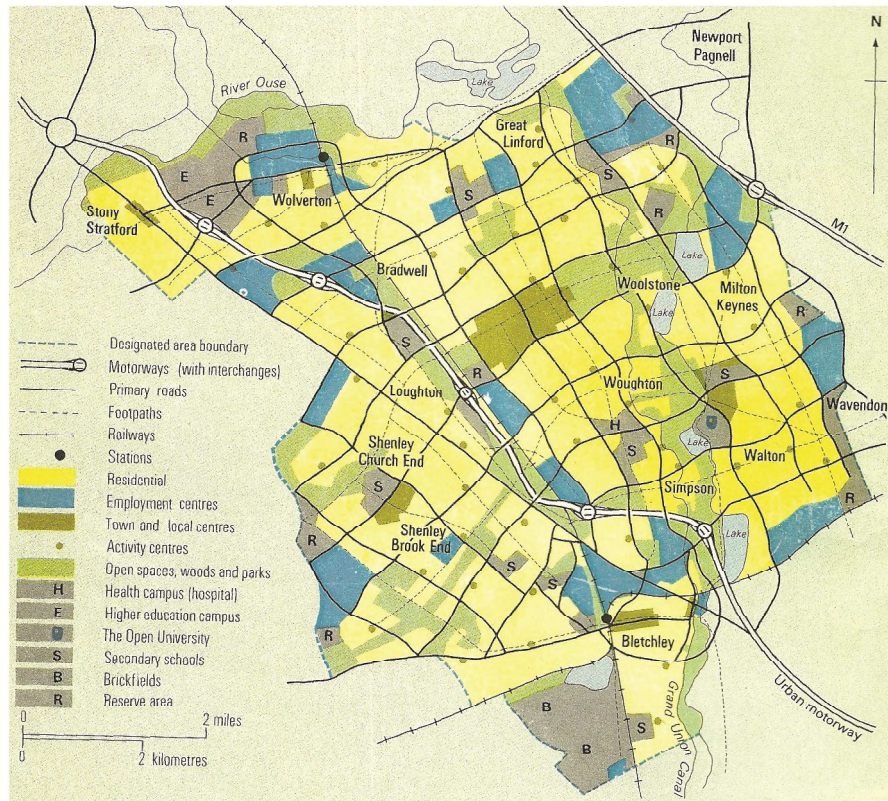 N
Newport
Pagnell
River Ouse
Lake
R
E
E
Great
Linford
R
S
S
R
Wolverton
Stony
Stratford
M1
Bradwell
Woolstone
Lake
Lake
Milton
Keynes
R
S
R
S
Loughton
Woughton
Wavendon
H
S
Lake
Walton
Shenley
Church End
S
Simpson
R
R
Shenley
Brook End
S
S
Lake
R
Bletchley
B
B
S
Grand Union
Canal
Urban motorway
Designated area boundary
Motorways (with interchanges)
Primary roads
Footpaths
Railways
Stations
Residential
Employment centres
Town and local centres
Activity centres
Open spaces, woods and parks
H Health campus (hospital)
E Higher education campus
The Open University
S Secondary schools
B Brickfields
R Reserve area
0 2 miles
0 2 kilometres